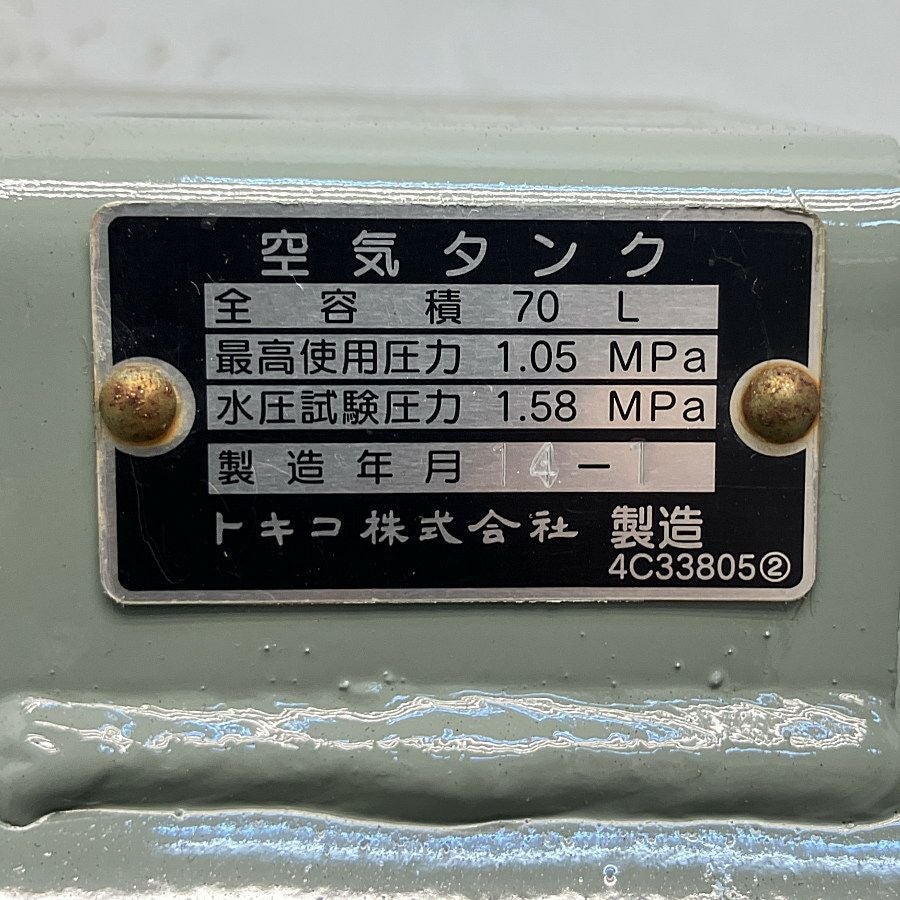 空気タンク
全容積 70 L
最高使用圧力 1.05 MPa
水圧試験圧力 1.58 MPa
製造年月 14-1
トキコ株式会社 製造
4C33805②